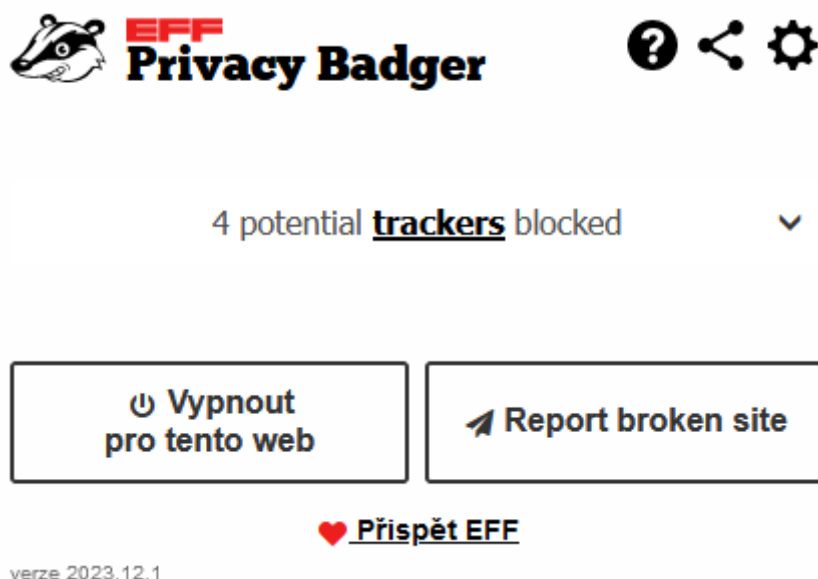 EFF
Privacy Badger
4 potential trackers blocked
Vypnout
pro tento web
Report broken site
Přispět EFF
verze 2023.12.1